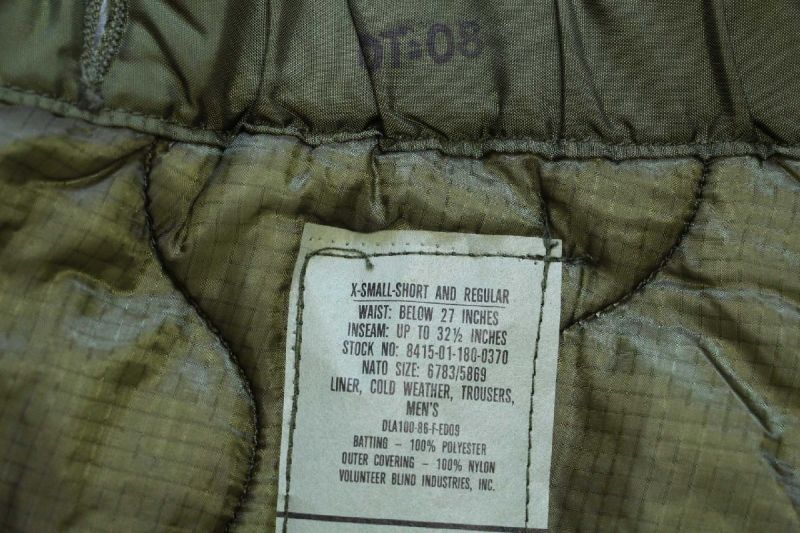 DT=08
X-SMALL-SHORT AND REGULAR
WAIST: BELOW 27 INCHES
INSEAM: UP TO 32½ INCHES
STOCK NO: 8415-01-180-0370
NATO SIZE: 6783/5869
LINER, COLD WEATHER, TROUSERS,
MEN'S
DLA100-86-F-ED09
BATTING - 100% POLYESTER
OUTER COVERING - 100% NYLON
VOLUNTEER BLIND INDUSTRIES, INC.